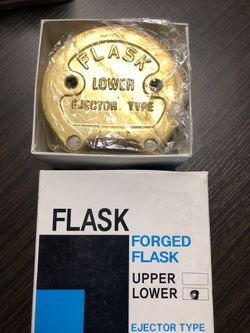 FLASK
LOWER
EJECTOR TYPE
FLASK
FORGED
FLASK
UPPER
LOWER
EJECTOR TYPE